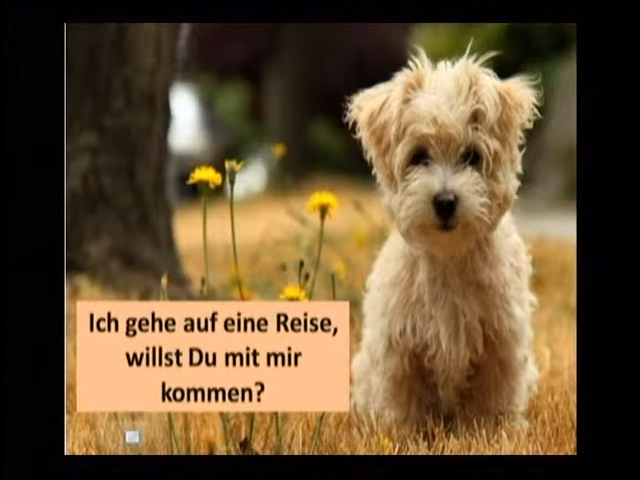 Ich gehe auf eine Reise,
willst Du mit mir
kommen?